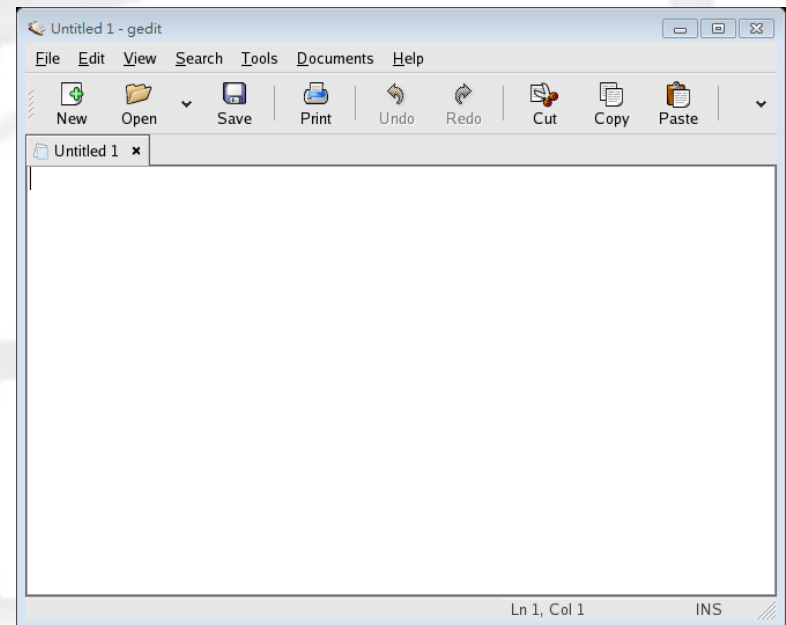 Untitled 1 - gedit
File Edit View Search Tools Documents Help
New Open Save Print Undo Redo Cut Copy Paste
Untitled 1
Ln 1, Col 1 INS